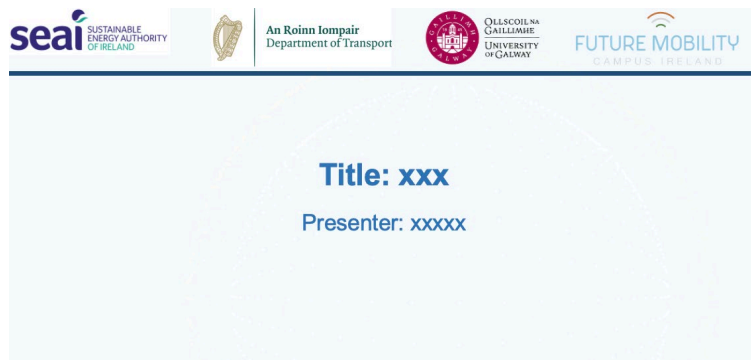 seai SUSTAINABLE
ENERGY AUTHORITY
OF IRELAND
An Roinn Iompair
Department of Transport
OLLSCOIL NA
GAILLIMHE
UNIVERSITY
OF GALWAY
FUTURE MOBILITY
CAMPUS IRELAND
Title: xxx
Presenter: xxxxx